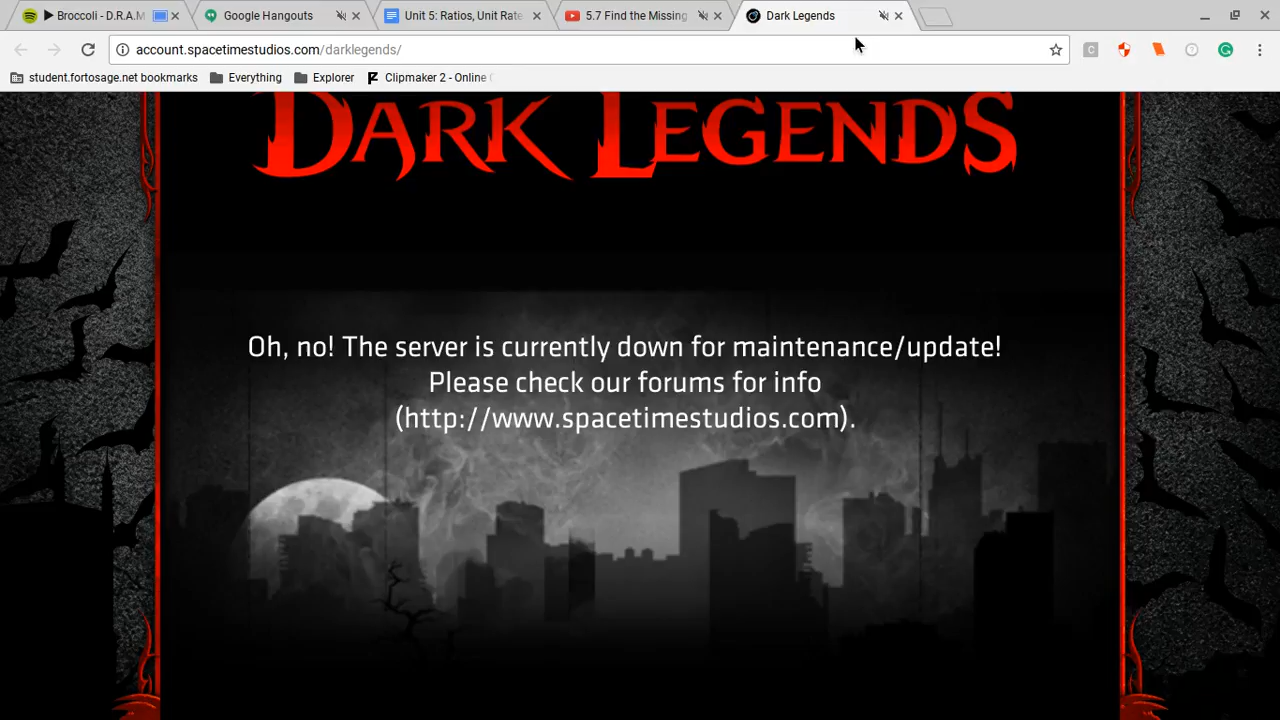 ▶ Broccoli - D.R.A.M
Google Hangouts
Unit 5: Ratios, Unit Rate
5.7 Find the Missing
Dark Legends
account.spacetimestudios.com/darklegends/
student.fortosage.net bookmarks
Everything
Explorer
Clipmaker 2 - Online
DARK LEGENDS
Oh, no! The server is currently down for maintenance/update!
Please check our forums for info
(http://www.spacetimestudios.com).